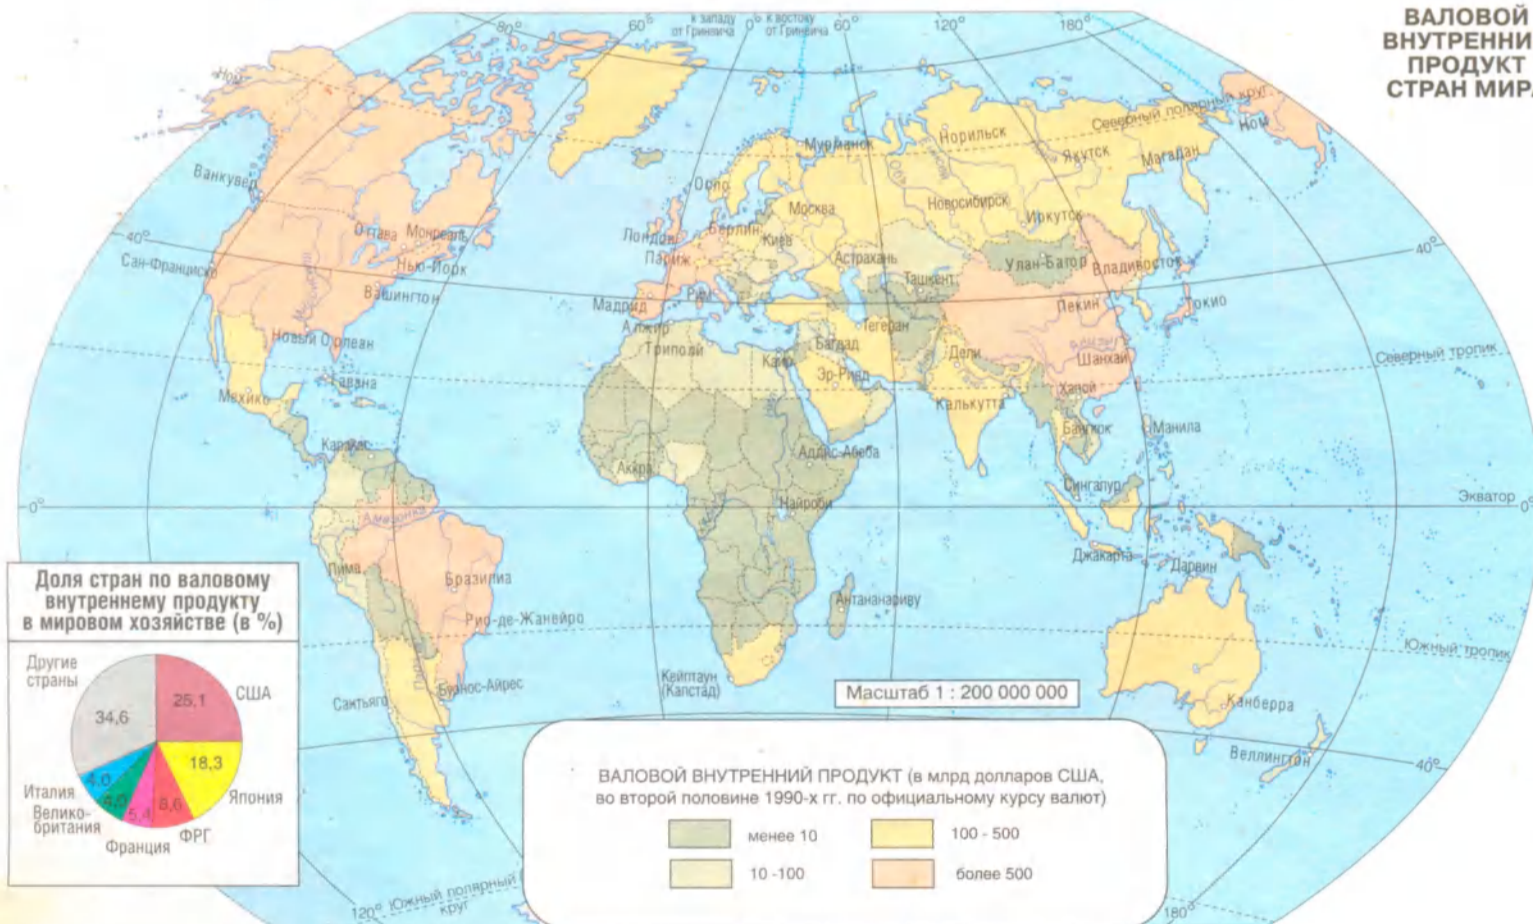 ВАЛОВОЙ
ВНУТРЕННИ
ПРОДУКТ
СТРАН МИРА
80°
60°
к западу
от Гринвича
0°
к востоку
от Гринвича
60°
120°
180°
Северный полярный круг
Ном
Ном
Мурманск
Норильск
Якутск
Магадан
Ванкувер
Осло
Обь
Енисей
Москва
Новосибирск
Иркутск
Оттава
Монреаль
Лондон
Берлин
Киев
40°
40°
Сан-Франциско
Нью-Йорк
Париж
Астрахань
Улан-Батор
Владивосток
Вашингтон
Мадрид
Рим
Ташкент
Пекин
Токио
Новый Орлеан
Алжир
Триполи
Тегеран
Багдад
Каир
Дели
Шанхай
Северный тропик
Гавана
Эр-Рияд
Ханой
Мехико
Калькутта
Бангкок
Манила
Каракас
Аккра
Аддис-Абеба
Сингапур
Найроби
0°
Экватор
0°
Амазонка
Джакарта
Дарвин
Лима
Бразилиа
Антананариву
Рио-де-Жанейро
Южный тропик
Сантьяго
Буэнос-Айрес
Кейптаун
(Капстад)
Масштаб 1 : 200 000 000
Канберра
Веллингтон
40°
Доля стран по валовому
внутреннему продукту
в мировом хозяйстве (в %)
Другие
страны
США
25,1
34,6
18,3
Япония
4,0
4,0
5,4
8,6
Италия
Велико-
британия
Франция
ФРГ
ВАЛОВОЙ ВНУТРЕННИЙ ПРОДУКТ (в млрд долларов США,
во второй половине 1990-х гг. по официальному курсу валют)
менее 10
100 - 500
10 -100
более 500
120°
Южный полярный
круг
180°